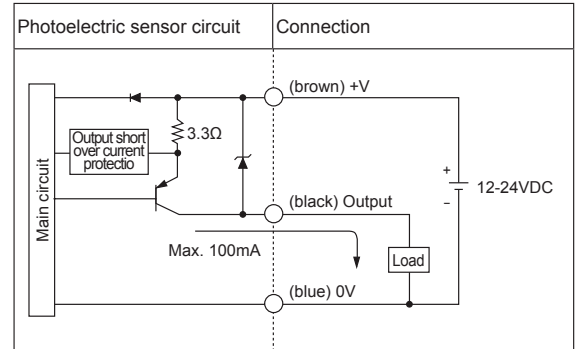 Photoelectric sensor circuit
Connection
(brown) +V
3.3Ω
Output short
over current
protectio
Main circuit
+
12-24VDC
−
(black) Output
Max. 100mA
Load
(blue) 0V